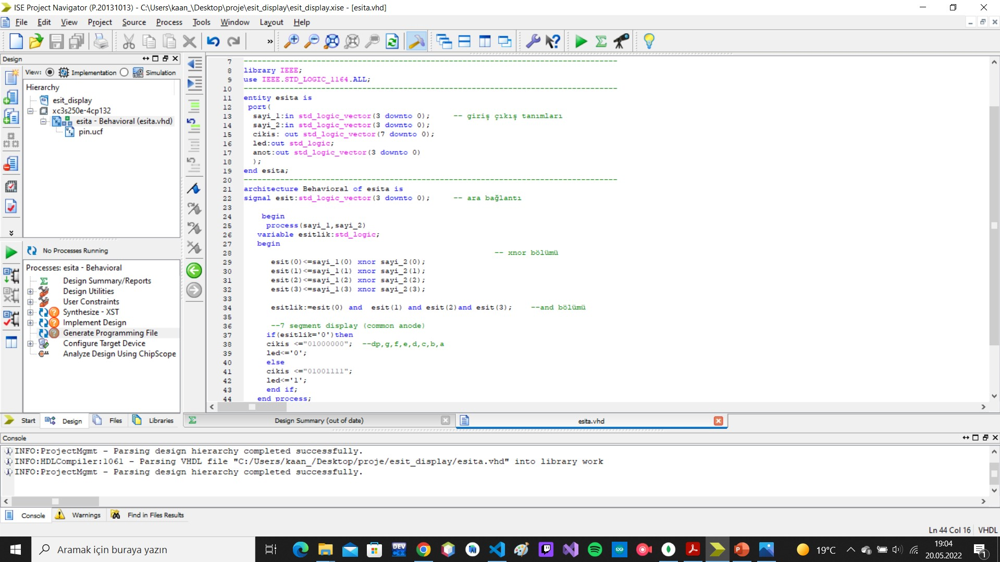 ISE Project Navigator (P.20131013) - C:\Users\kaan_\Desktop\proje\esit_display\esit_display.xise - [esita.vhd]
File Edit View Project Source Process Tools Window Layout Help
Design
View: Implementation Simulation
Hierarchy
esit_display
xc3s250e-4cp132
esita - Behavioral (esita.vhd)
pin.ucf
No Processes Running
Processes: esita - Behavioral
Design Summary/Reports
Design Utilities
User Constraints
Synthesize - XST
Implement Design
Generate Programming File
Configure Target Device
Analyze Design Using ChipScope
Start Design Files Libraries
7 ----------------------------------------------------------------------------------
8 library IEEE;
9 use IEEE.STD_LOGIC_1164.ALL;
10 ----------------------------------------------------------------------------------
11 entity esita is
12 port(
13 sayi_1:in std_logic_vector(3 downto 0); -- giriş çıkış tanımları
14 sayi_2:in std_logic_vector(3 downto 0);
15 cikis: out std_logic_vector(7 downto 0);
16 led:out std_logic;
17 anot:out std_logic_vector(3 downto 0)
18 );
19 end esita;
20 ----------------------------------------------------------------------------------
21 architecture Behavioral of esita is
22 signal esit:std_logic_vector(3 downto 0); -- ara bağlantı
23
24 begin
25 process(sayi_1,sayi_2)
26 variable esitlik:std_logic;
27 begin
28 -- xnor bölümü
29 esit(0)<=sayi_1(0) xnor sayi_2(0);
30 esit(1)<=sayi_1(1) xnor sayi_2(1);
31 esit(2)<=sayi_1(2) xnor sayi_2(2);
32 esit(3)<=sayi_1(3) xnor sayi_2(3);
33
34 esitlik:=esit(0) and esit(1) and esit(2)and esit(3); --and bölümü
35
36 --7 segment display (common anode)
37 if(esitlik='0')then
38 cikis <="01000000"; --dp,g,f,e,d,c,b,a
39 led<='0';
40 else
41 cikis <="01001111";
42 led<='1';
43 end if;
44 end process;
Design Summary (out of date) esita.vhd
Console
INFO:ProjectMgmt - Parsing design hierarchy completed successfully.
INFO:HDLCompiler:1061 - Parsing VHDL file "C:/Users/kaan_/Desktop/proje/esit_display/esita.vhd" into library work
INFO:ProjectMgmt - Parsing design hierarchy completed successfully.
Console Warnings Find in Files Results
Ln 44 Col 16 VHDL
Aramak için buraya yazın
DEV
19°C
19:04
20.05.2022
1